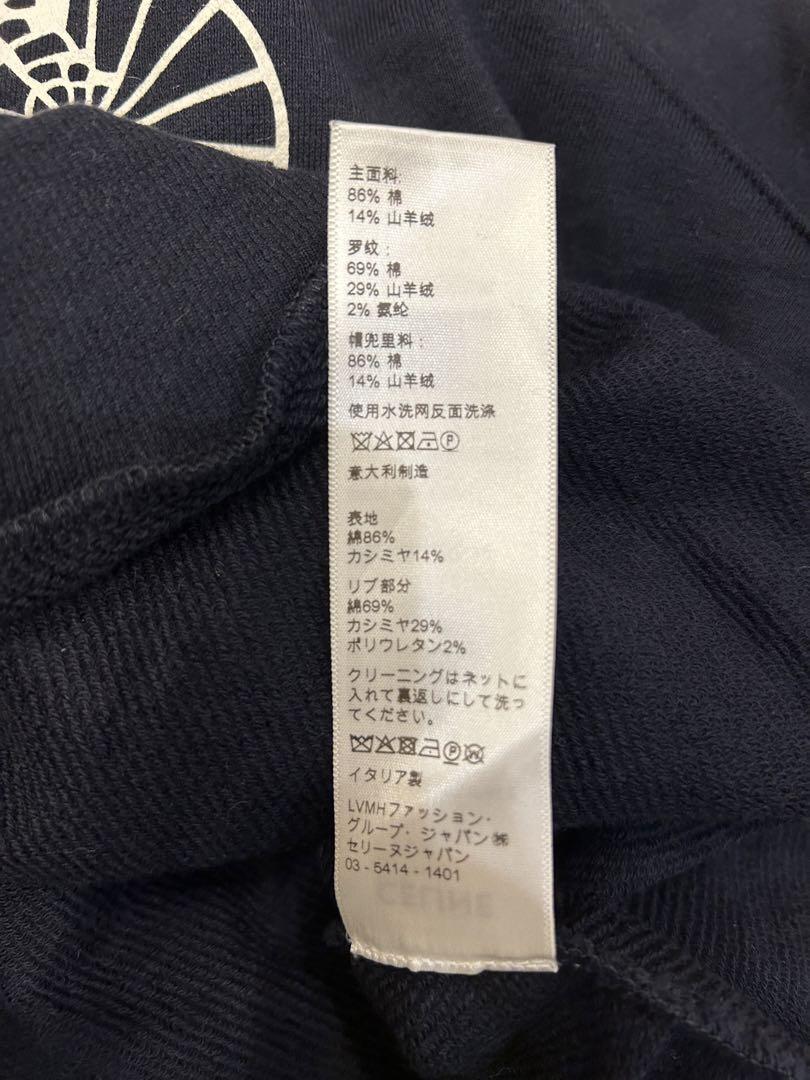 主面料:
86% 棉
14% 山羊绒
罗纹:
69% 棉
29% 山羊绒
2% 氨纶
帽兜里料:
86% 棉
14% 山羊绒
使用水洗网反面洗涤
意大利制造
表地
綿86%
カシミヤ14%
リブ部分
綿69%
カシミヤ29%
ポリウレタン2%
クリーニングはネットに
入れて裏返しにして洗っ
てください。
イタリア製
LVMHファッション・
グループ・ジャパン㈱
セリーヌジャパン
03 - 5414 - 1401
CELINE